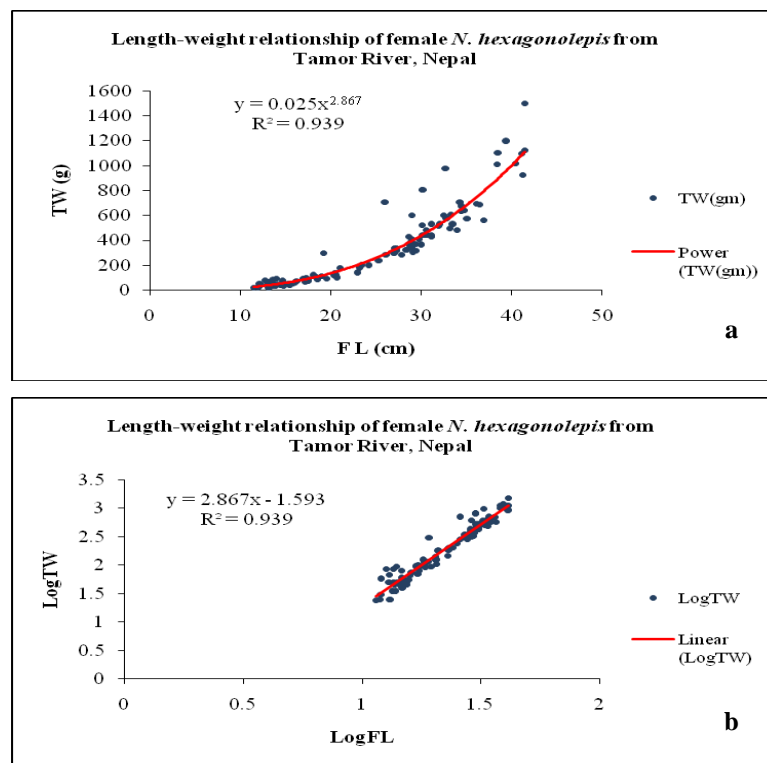 Length-weight relationship of female N. hexagonolepis from
Tamor River, Nepal
y = 0.025x^2.867
R² = 0.939
1600
1400
1200
1000
800
600
400
200
0
TW (g)
0 10 20 30 40 50
F L (cm)
TW(gm)
Power
(TW(gm))
a
Length-weight relationship of female N. hexagonolepis from
Tamor River, Nepal
y = 2.867x - 1.593
R² = 0.939
3.5
3
2.5
2
1.5
1
0.5
0
LogTW
0 0.5 1 1.5 2
LogFL
LogTW
Linear
(LogTW)
b